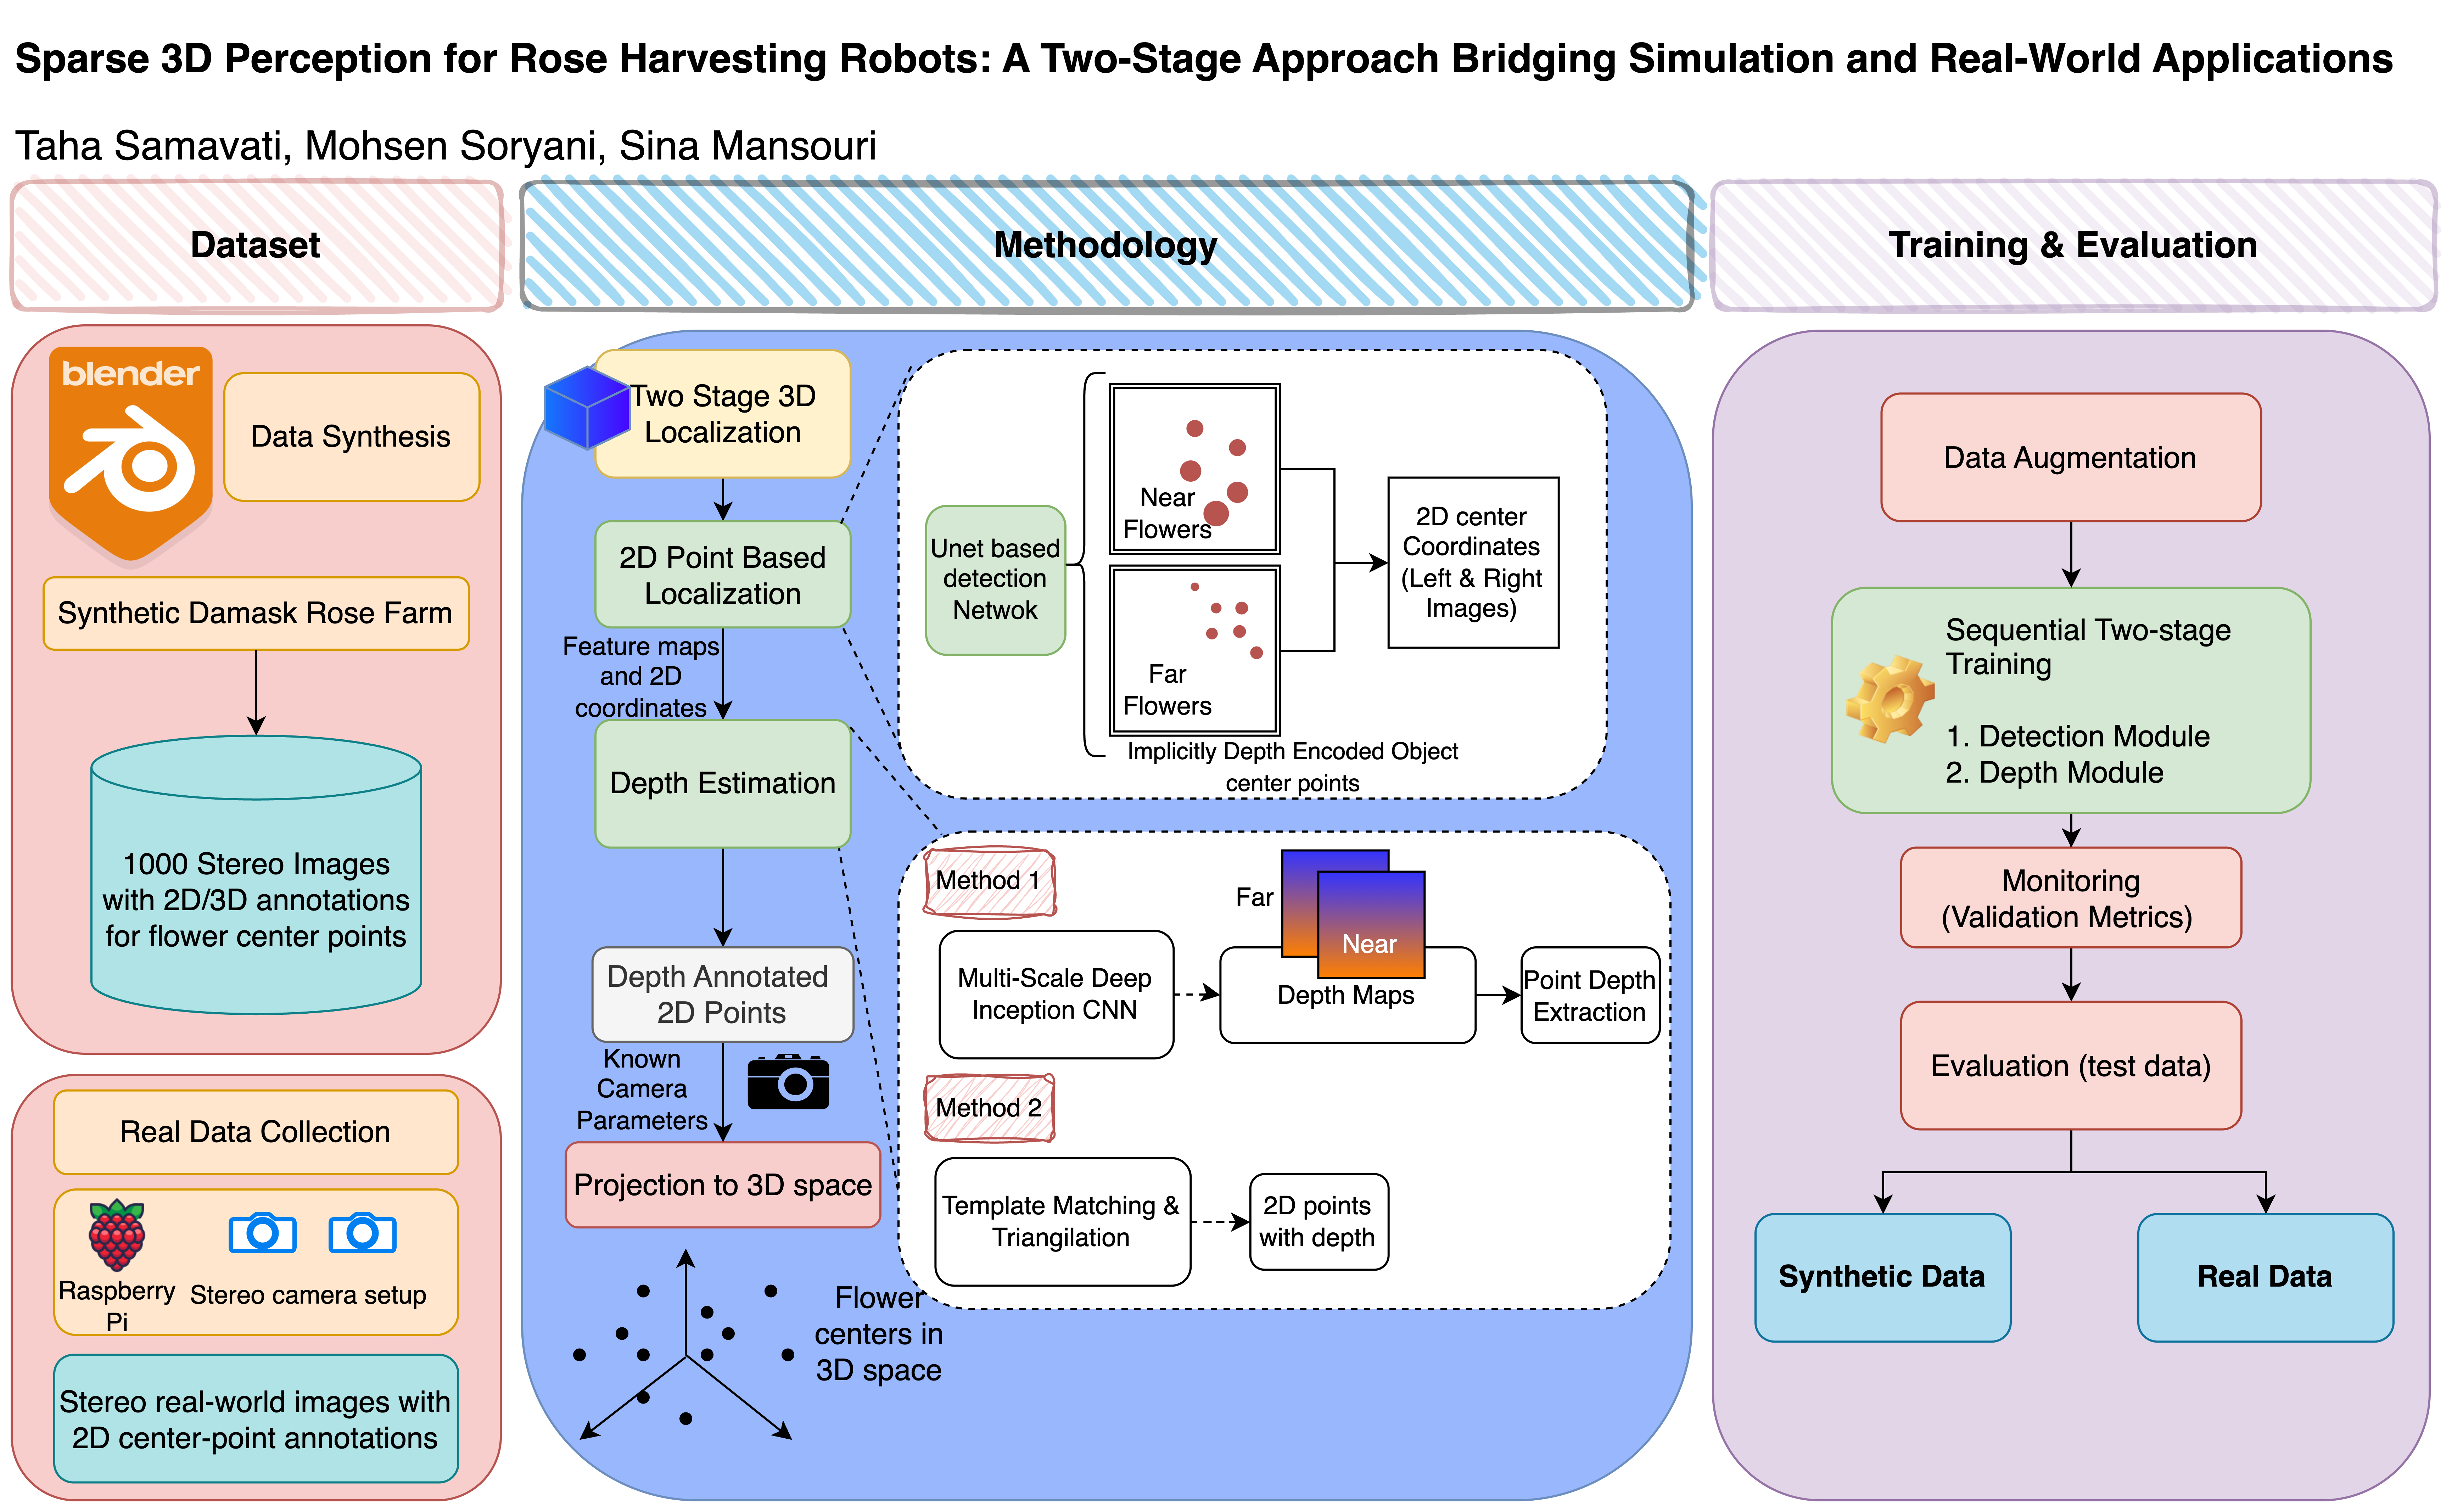 Sparse 3D Perception for Rose Harvesting Robots: A Two-Stage Approach Bridging Simulation and Real-World Applications
Taha Samavati, Mohsen Soryani, Sina Mansouri
Dataset
blender
Data Synthesis
Synthetic Damask Rose Farm
1000 Stereo Images
with 2D/3D annotations
for flower center points
Real Data Collection
Raspberry
Pi
Stereo camera setup
Stereo real-world images with
2D center-point annotations
Methodology
Two Stage 3D
Localization
2D Point Based
Localization
Feature maps
and 2D
coordinates
Depth Estimation
Depth Annotated
2D Points
Known
Camera
Parameters
Projection to 3D space
Flower
centers in
3D space
Unet based
detection
Netwok
Near
Flowers
Far
Flowers
2D center
Coordinates
(Left & Right
Images)
Implicitly Depth Encoded Object
center points
Method 1
Multi-Scale Deep
Inception CNN
Far
Near
Depth Maps
Point Depth
Extraction
Method 2
Template Matching &
Triangilation
2D points
with depth
Training & Evaluation
Data Augmentation
Sequential Two-stage
Training
1. Detection Module
2. Depth Module
Monitoring
(Validation Metrics)
Evaluation (test data)
Synthetic Data
Real Data